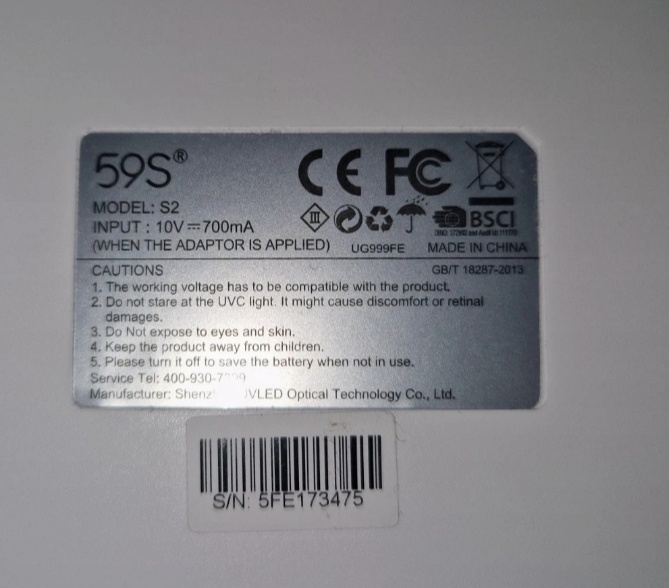 59S®
CE FC
MODEL: S2
INPUT : 10V⎓700mA
III
BSCI
(WHEN THE ADAPTOR IS APPLIED)
UG999FE
MADE IN CHINA
CAUTIONS
GB/T 18287-2013
1. The working voltage has to be compatible with the product.
2. Do not stare at the UVC light. It might cause discomfort or retinal
damages.
3. Do Not expose to eyes and skin.
4. Keep the product away from children.
5. Please turn it off to save the battery when not in use.
Service Tel: 400-930-
Manufacturer: Optical Technology Co., Ltd.
S/N: 5FE173475